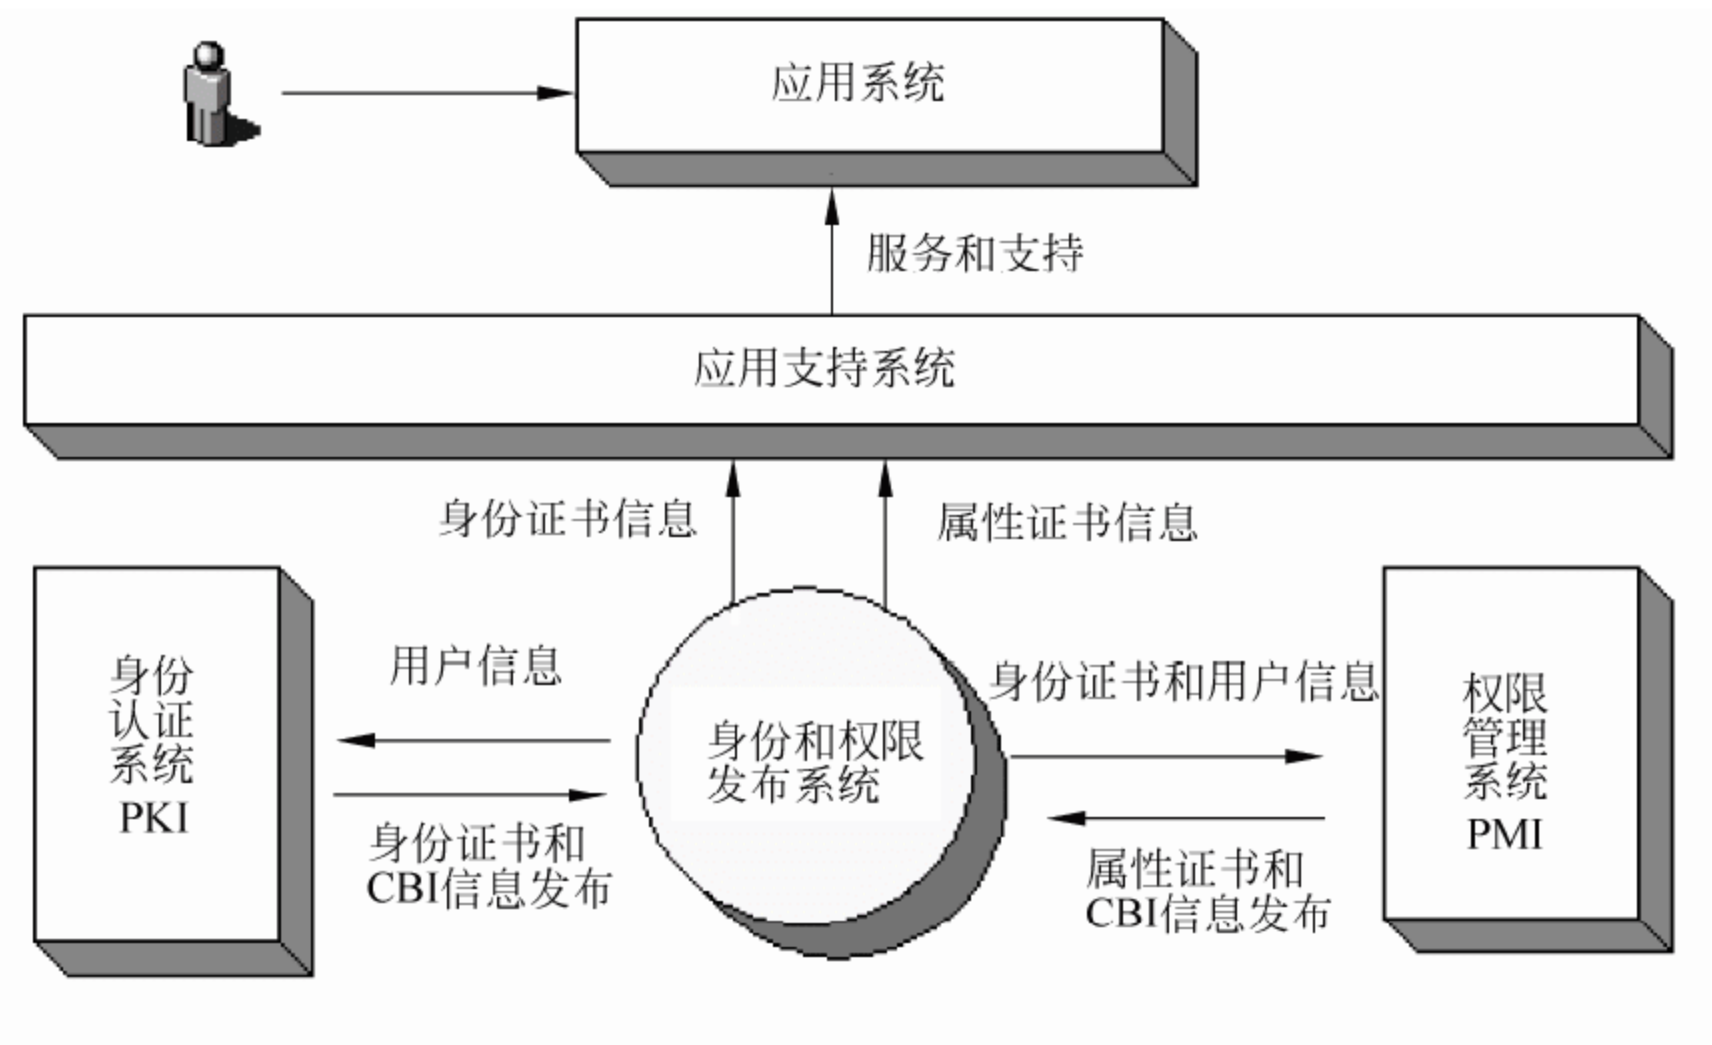 应用系统
服务和支持
应用支持系统
身份证书信息
属性证书信息
身份
认证
系统
PKI
用户信息
身份证书和
CBI信息发布
身份和权限
发布系统
身份证书和用户信息
属性证书和
CBI信息发布
权限
管理
系统
PMI